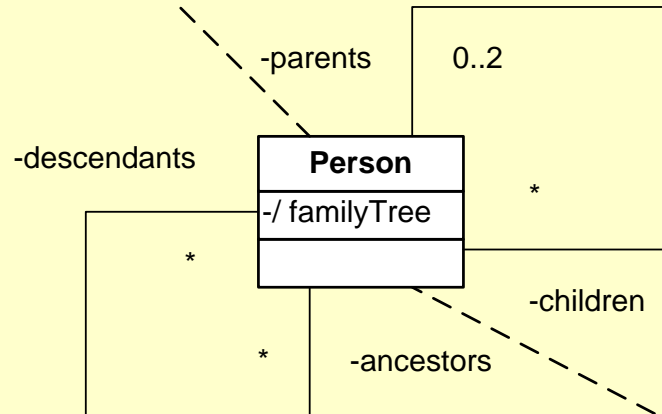 -parents
0..2
-descendants
Person
-/ familyTree
*
*
-children
*
-ancestors